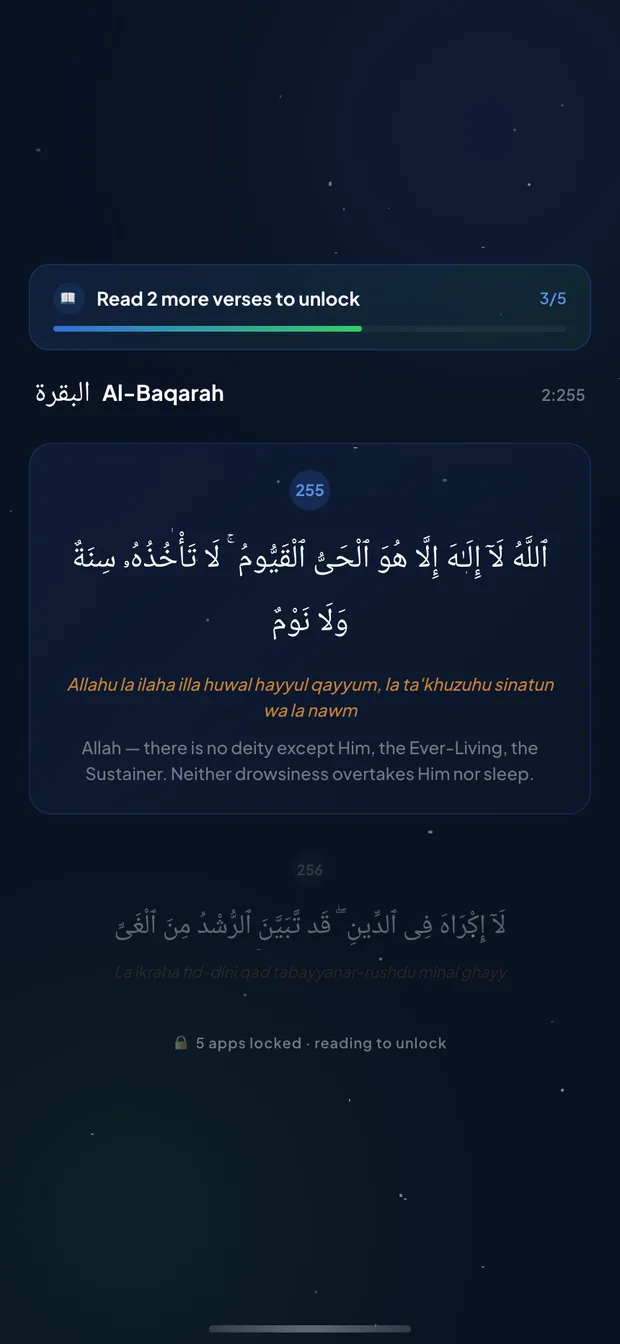 📖 Read 2 more verses to unlock 3/5
البقرة Al-Baqarah 2:255
255
ٱللَّهُ لَآ إِلَـٰهَ إِلَّا هُوَ ٱلْحَىُّ ٱلْقَيُّومُ ۚ لَا تَأْخُذُهُۥ سِنَةٌ
وَلَا نَوْمٌ
Allahu la ilaha illa huwal hayyul qayyum, la ta'khuzuhu sinatun
wa la nawm
Allah — there is no deity except Him, the Ever-Living, the
Sustainer. Neither drowsiness overtakes Him nor sleep.
256
لَآ إِكْرَاهَ فِى ٱلدِّينِ ۖ قَد تَّبَيَّنَ ٱلرُّشْدُ مِنَ ٱلْغَىِّ
La ikraha fid-dini qad tabayyanar-rushdu minal ghayy
🔒 5 apps locked · reading to unlock